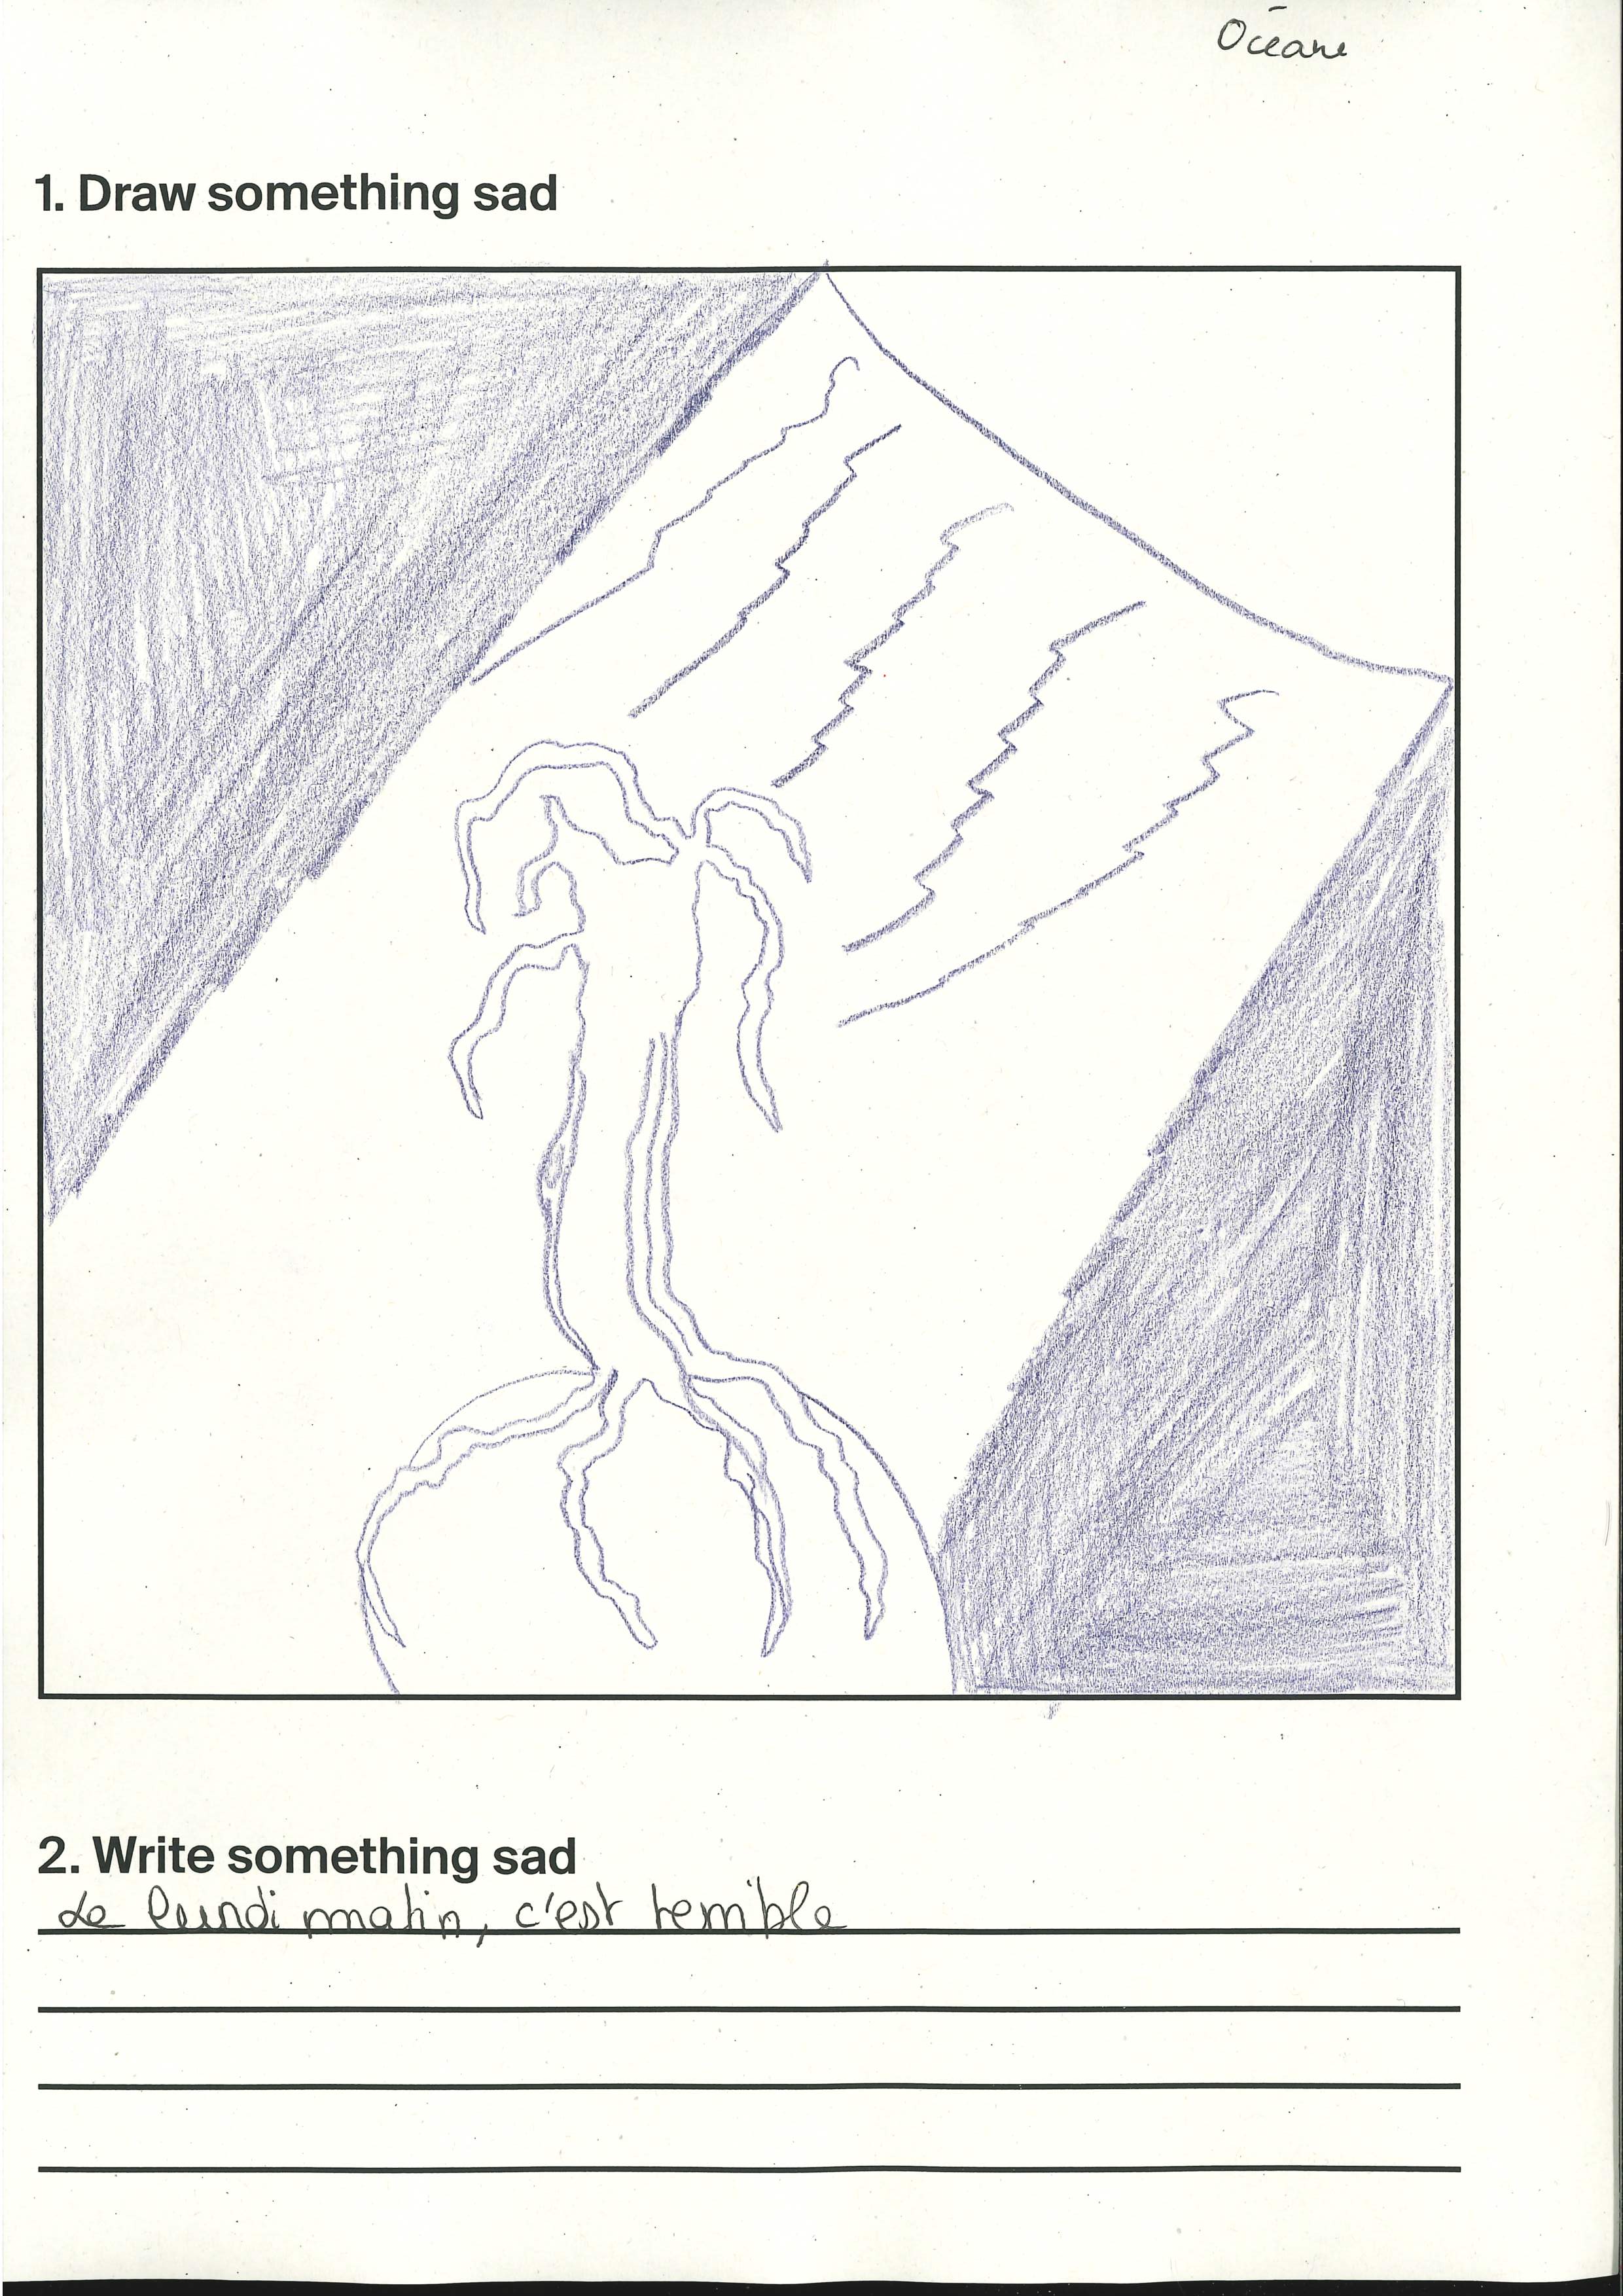 Océane
1. Draw something sad
2. Write something sad
Le lundi matin, c'est terrible